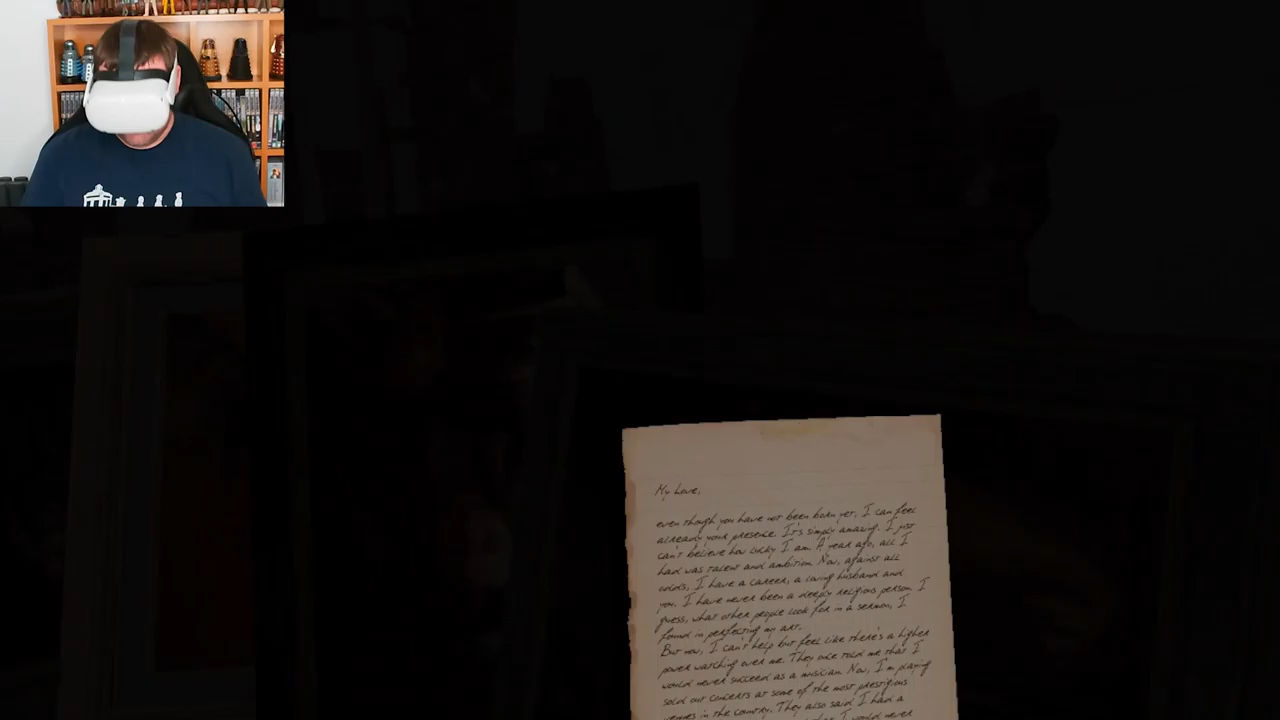 My Love,
even though you have not been born yet, I can feel
already your presence. It's simply amazing. I just
can't believe how lucky I am. A year ago, all I
had was talent and ambition. Now, against all
odds, I have a career, a loving husband and
you. I have never been a deeply religious person. I
guess, what other people look for in a sermon, I
found in perfecting my art.
But now, I can't help but feel like there's a higher
power watching over me. They once told me that I
would never succeed as a musician. Now, I'm playing
sold out concerts at some of the most prestigious
venues in the country. They also said I had a
that I would never